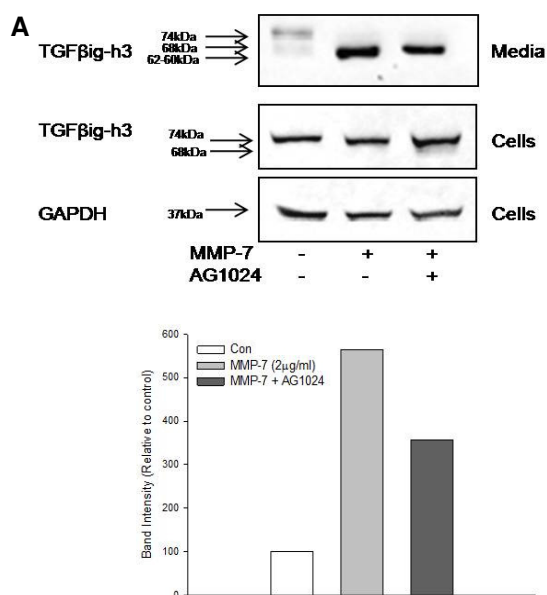 A
TGFβig-h3
74kDa
68kDa
62-60kDa
Media
TGFβig-h3
74kDa
68kDa
Cells
GAPDH
37kDa
Cells
MMP-7 - + +
AG1024 - - +
Con
MMP-7 (2μg/ml)
MMP-7 + AG1024
Band Intensity (Relative to control)
600
500
400
300
200
100
0